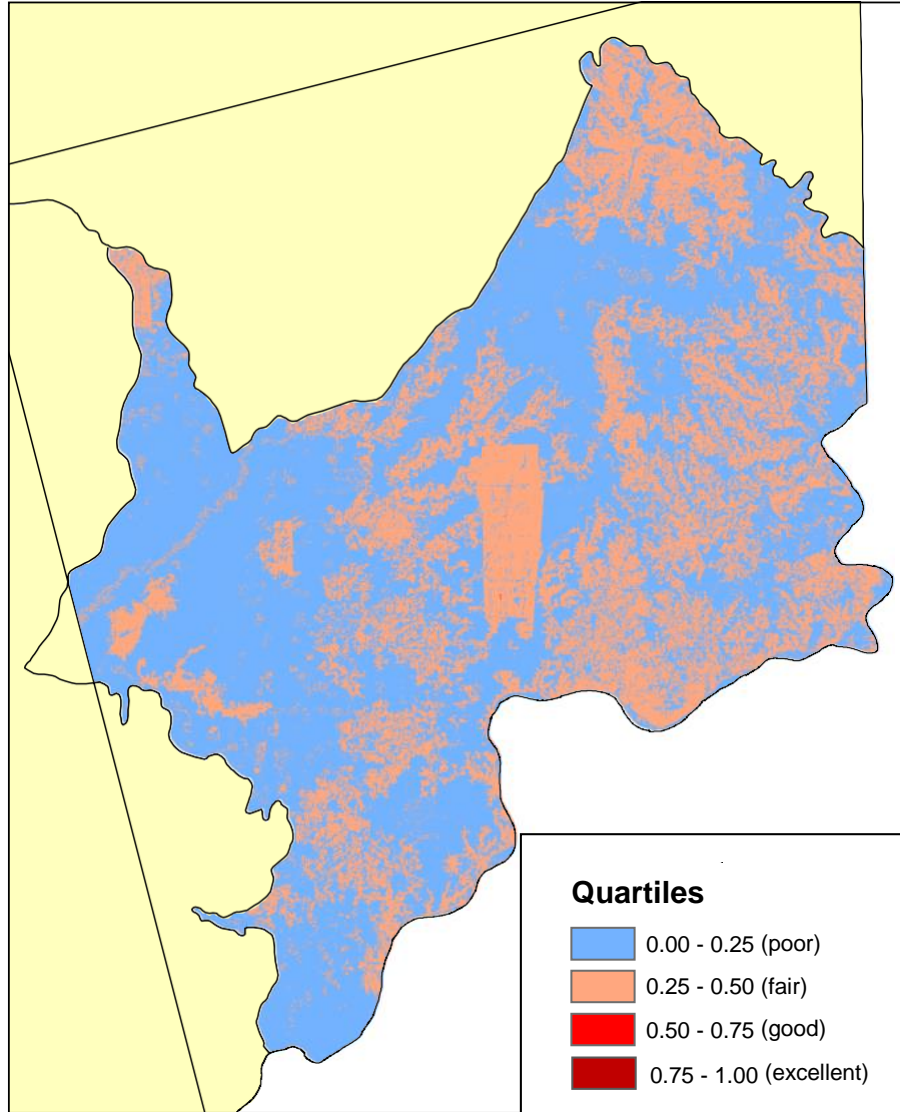 Quartiles
0.00 - 0.25 (poor)
0.25 - 0.50 (fair)
0.50 - 0.75 (good)
0.75 - 1.00 (excellent)